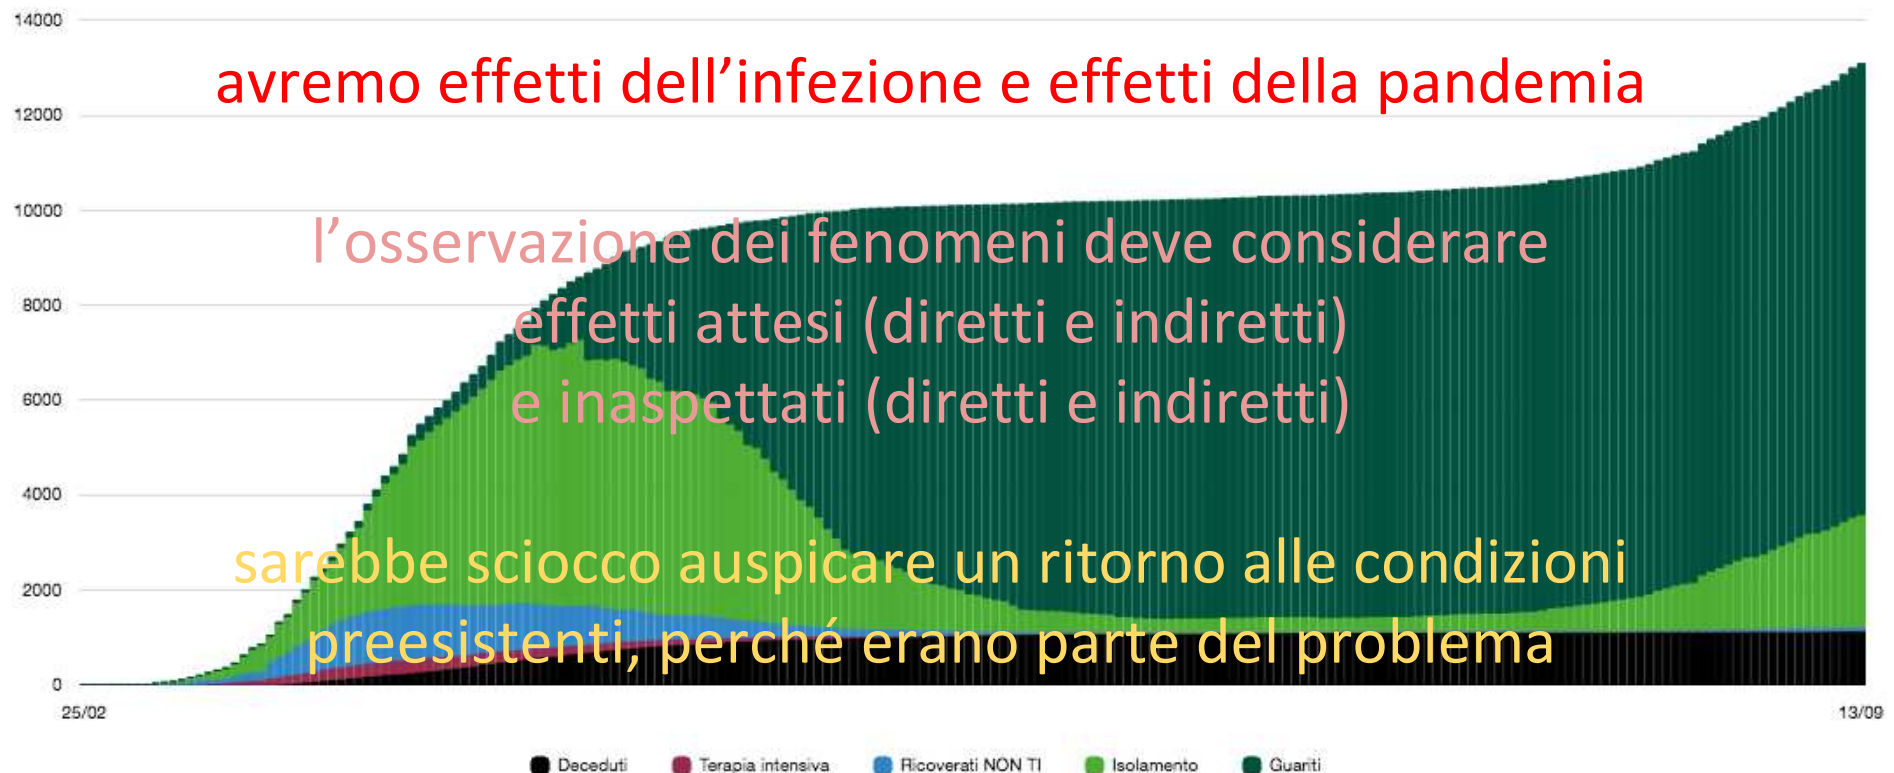 14000
avremo effetti dell’infezione e effetti della pandemia
12000
10000
l’osservazione dei fenomeni deve considerare
8000
effetti attesi (diretti e indiretti)
6000
e inaspettati (diretti e indiretti)
4000
sarebbe sciocco auspicare un ritorno alle condizioni
2000
preesistenti, perché erano parte del problema
0
25/02 13/09
Deceduti Terapia intensiva Ricoverati NON TI Isolamento Guariti